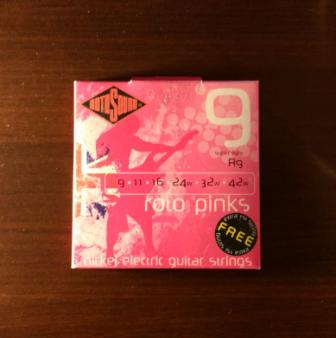 ROTOSOUND
9
super light
R9
9 • 11 • 16 • 24w • 32w • 42w
roto pinks
FREE
nickel electric guitar strings